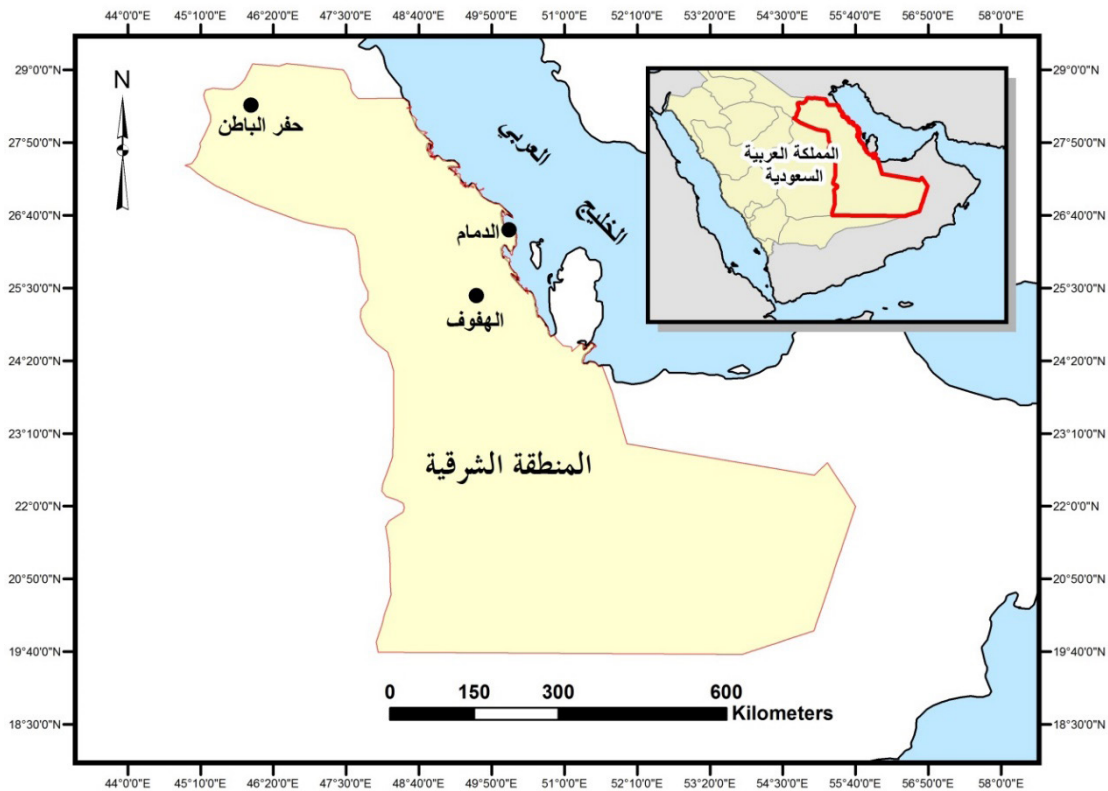 44°0'0"E 45°10'0"E 46°20'0"E 47°30'0"E 48°40'0"E 49°50'0"E 51°0'0"E 52°10'0"E 53°20'0"E 54°30'0"E 55°40'0"E 56°50'0"E 58°0'0"E
29°0'0"N
27°50'0"N
26°40'0"N
25°30'0"N
24°20'0"N
23°10'0"N
22°0'0"N
20°50'0"N
19°40'0"N
18°30'0"N
N
حفر الباطن
الخليج
العربي
الدمام
الهفوف
المنطقة الشرقية
المملكة العربية
السعودية
0 150 300 600
Kilometers
29°0'0"N
27°50'0"N
26°40'0"N
25°30'0"N
24°20'0"N
23°10'0"N
22°0'0"N
20°50'0"N
19°40'0"N
18°30'0"N
44°0'0"E 45°10'0"E 46°20'0"E 47°30'0"E 48°40'0"E 49°50'0"E 51°0'0"E 52°10'0"E 53°20'0"E 54°30'0"E 55°40'0"E 56°50'0"E 58°0'0"E